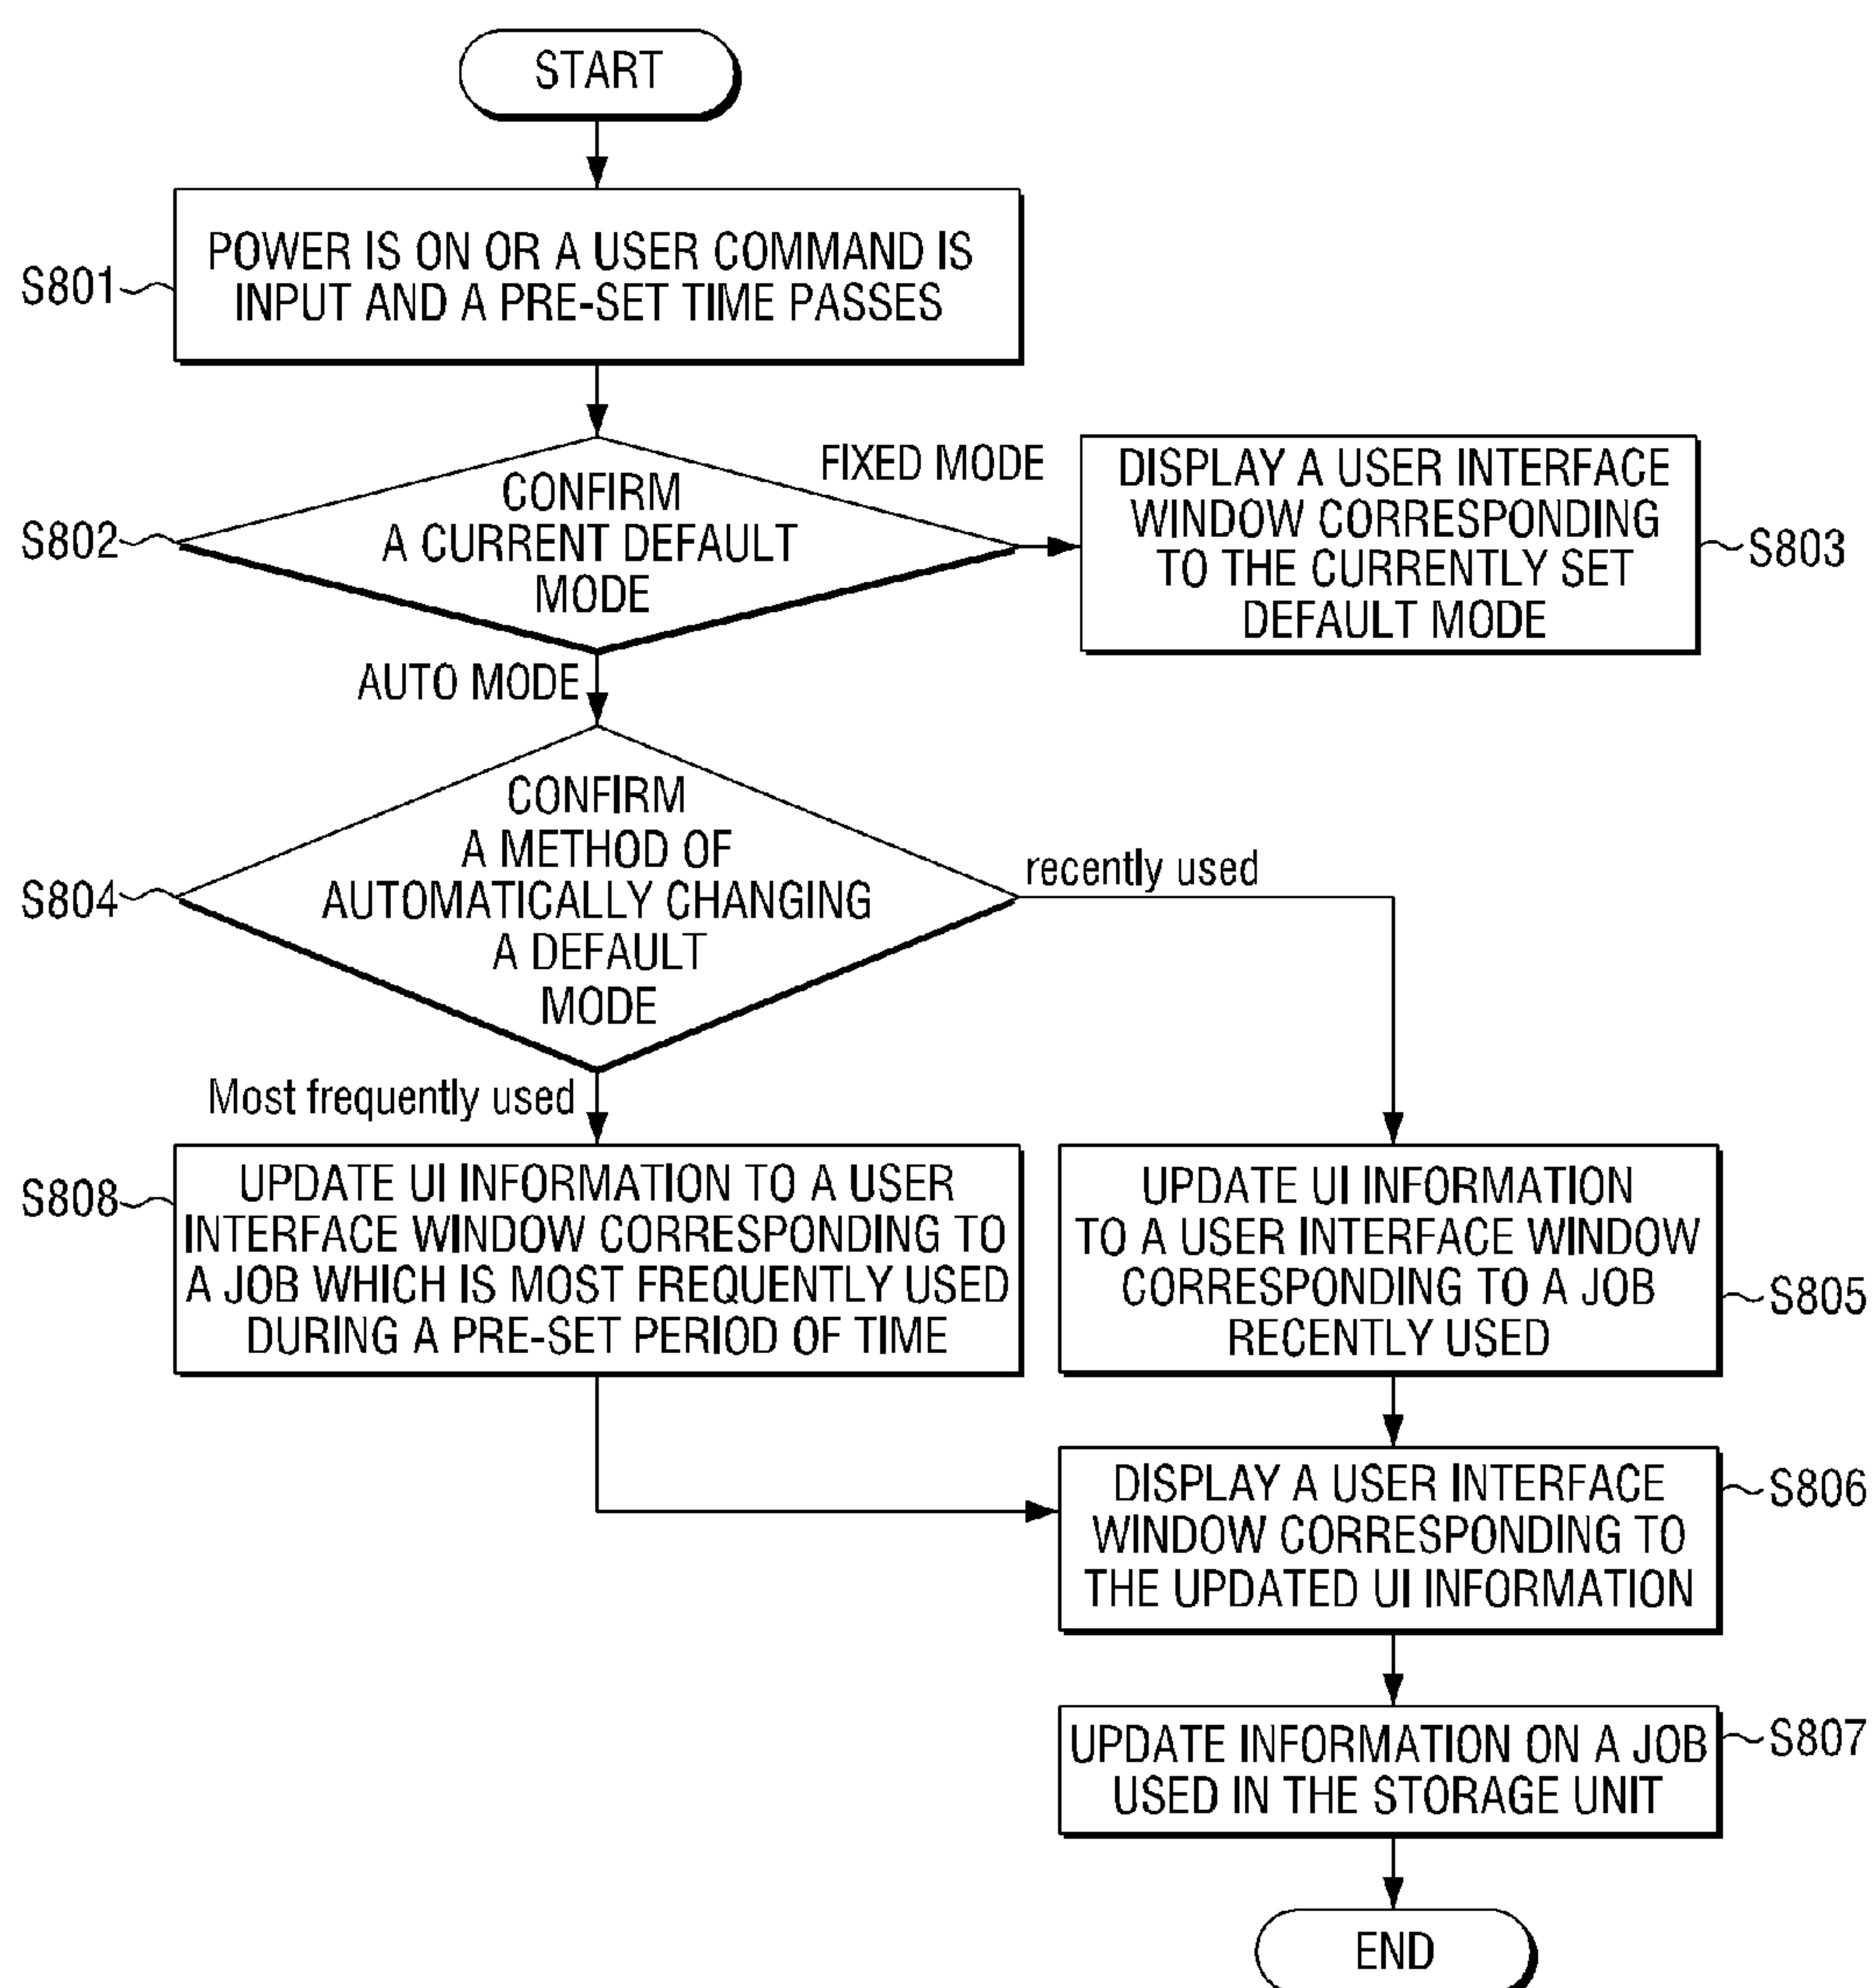 START
S801
POWER IS ON OR A USER COMMAND IS
INPUT AND A PRE-SET TIME PASSES
S802
CONFIRM
A CURRENT DEFAULT
MODE
FIXED MODE
DISPLAY A USER INTERFACE
WINDOW CORRESPONDING
TO THE CURRENTLY SET
DEFAULT MODE
S803
AUTO MODE
S804
CONFIRM
A METHOD OF
AUTOMATICALLY CHANGING
A DEFAULT
MODE
recently used
Most frequently used
S808
UPDATE UI INFORMATION TO A USER
INTERFACE WINDOW CORRESPONDING TO
A JOB WHICH IS MOST FREQUENTLY USED
DURING A PRE-SET PERIOD OF TIME
UPDATE UI INFORMATION
TO A USER INTERFACE WINDOW
CORRESPONDING TO A JOB
RECENTLY USED
S805
DISPLAY A USER INTERFACE
WINDOW CORRESPONDING TO
THE UPDATED UI INFORMATION
S806
UPDATE INFORMATION ON A JOB
USED IN THE STORAGE UNIT
S807
END